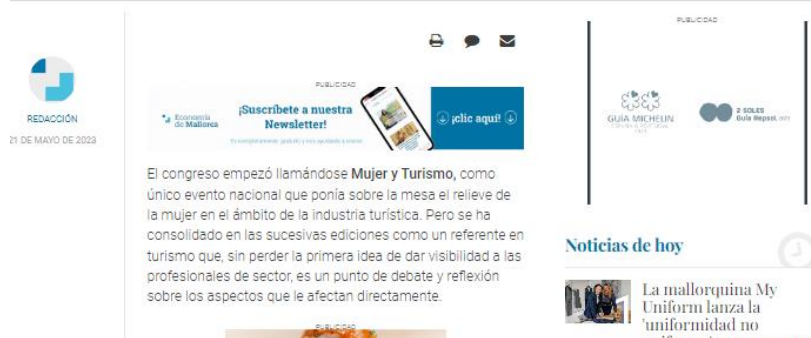 PUBLICIDAD
REDACCIÓN
21 DE MAYO DE 2023
PUBLICIDAD
Economía
de Mallorca
¡Suscríbete a nuestra
Newsletter!
¡clic aquí!
El congreso empezó llamándose Mujer y Turismo, como
único evento nacional que ponía sobre la mesa el relieve de
la mujer en el ámbito de la industria turística. Pero se ha
consolidado en las sucesivas ediciones como un referente en
turismo que, sin perder la primera idea de dar visibilidad a las
profesionales de sector, es un punto de debate y reflexión
sobre los aspectos que le afectan directamente.
PUBLICIDAD
GUÍA MICHELIN
2 SOLES
Guía Repsol
Noticias de hoy
La mallorquina My
Uniform lanza la
'uniformidad no